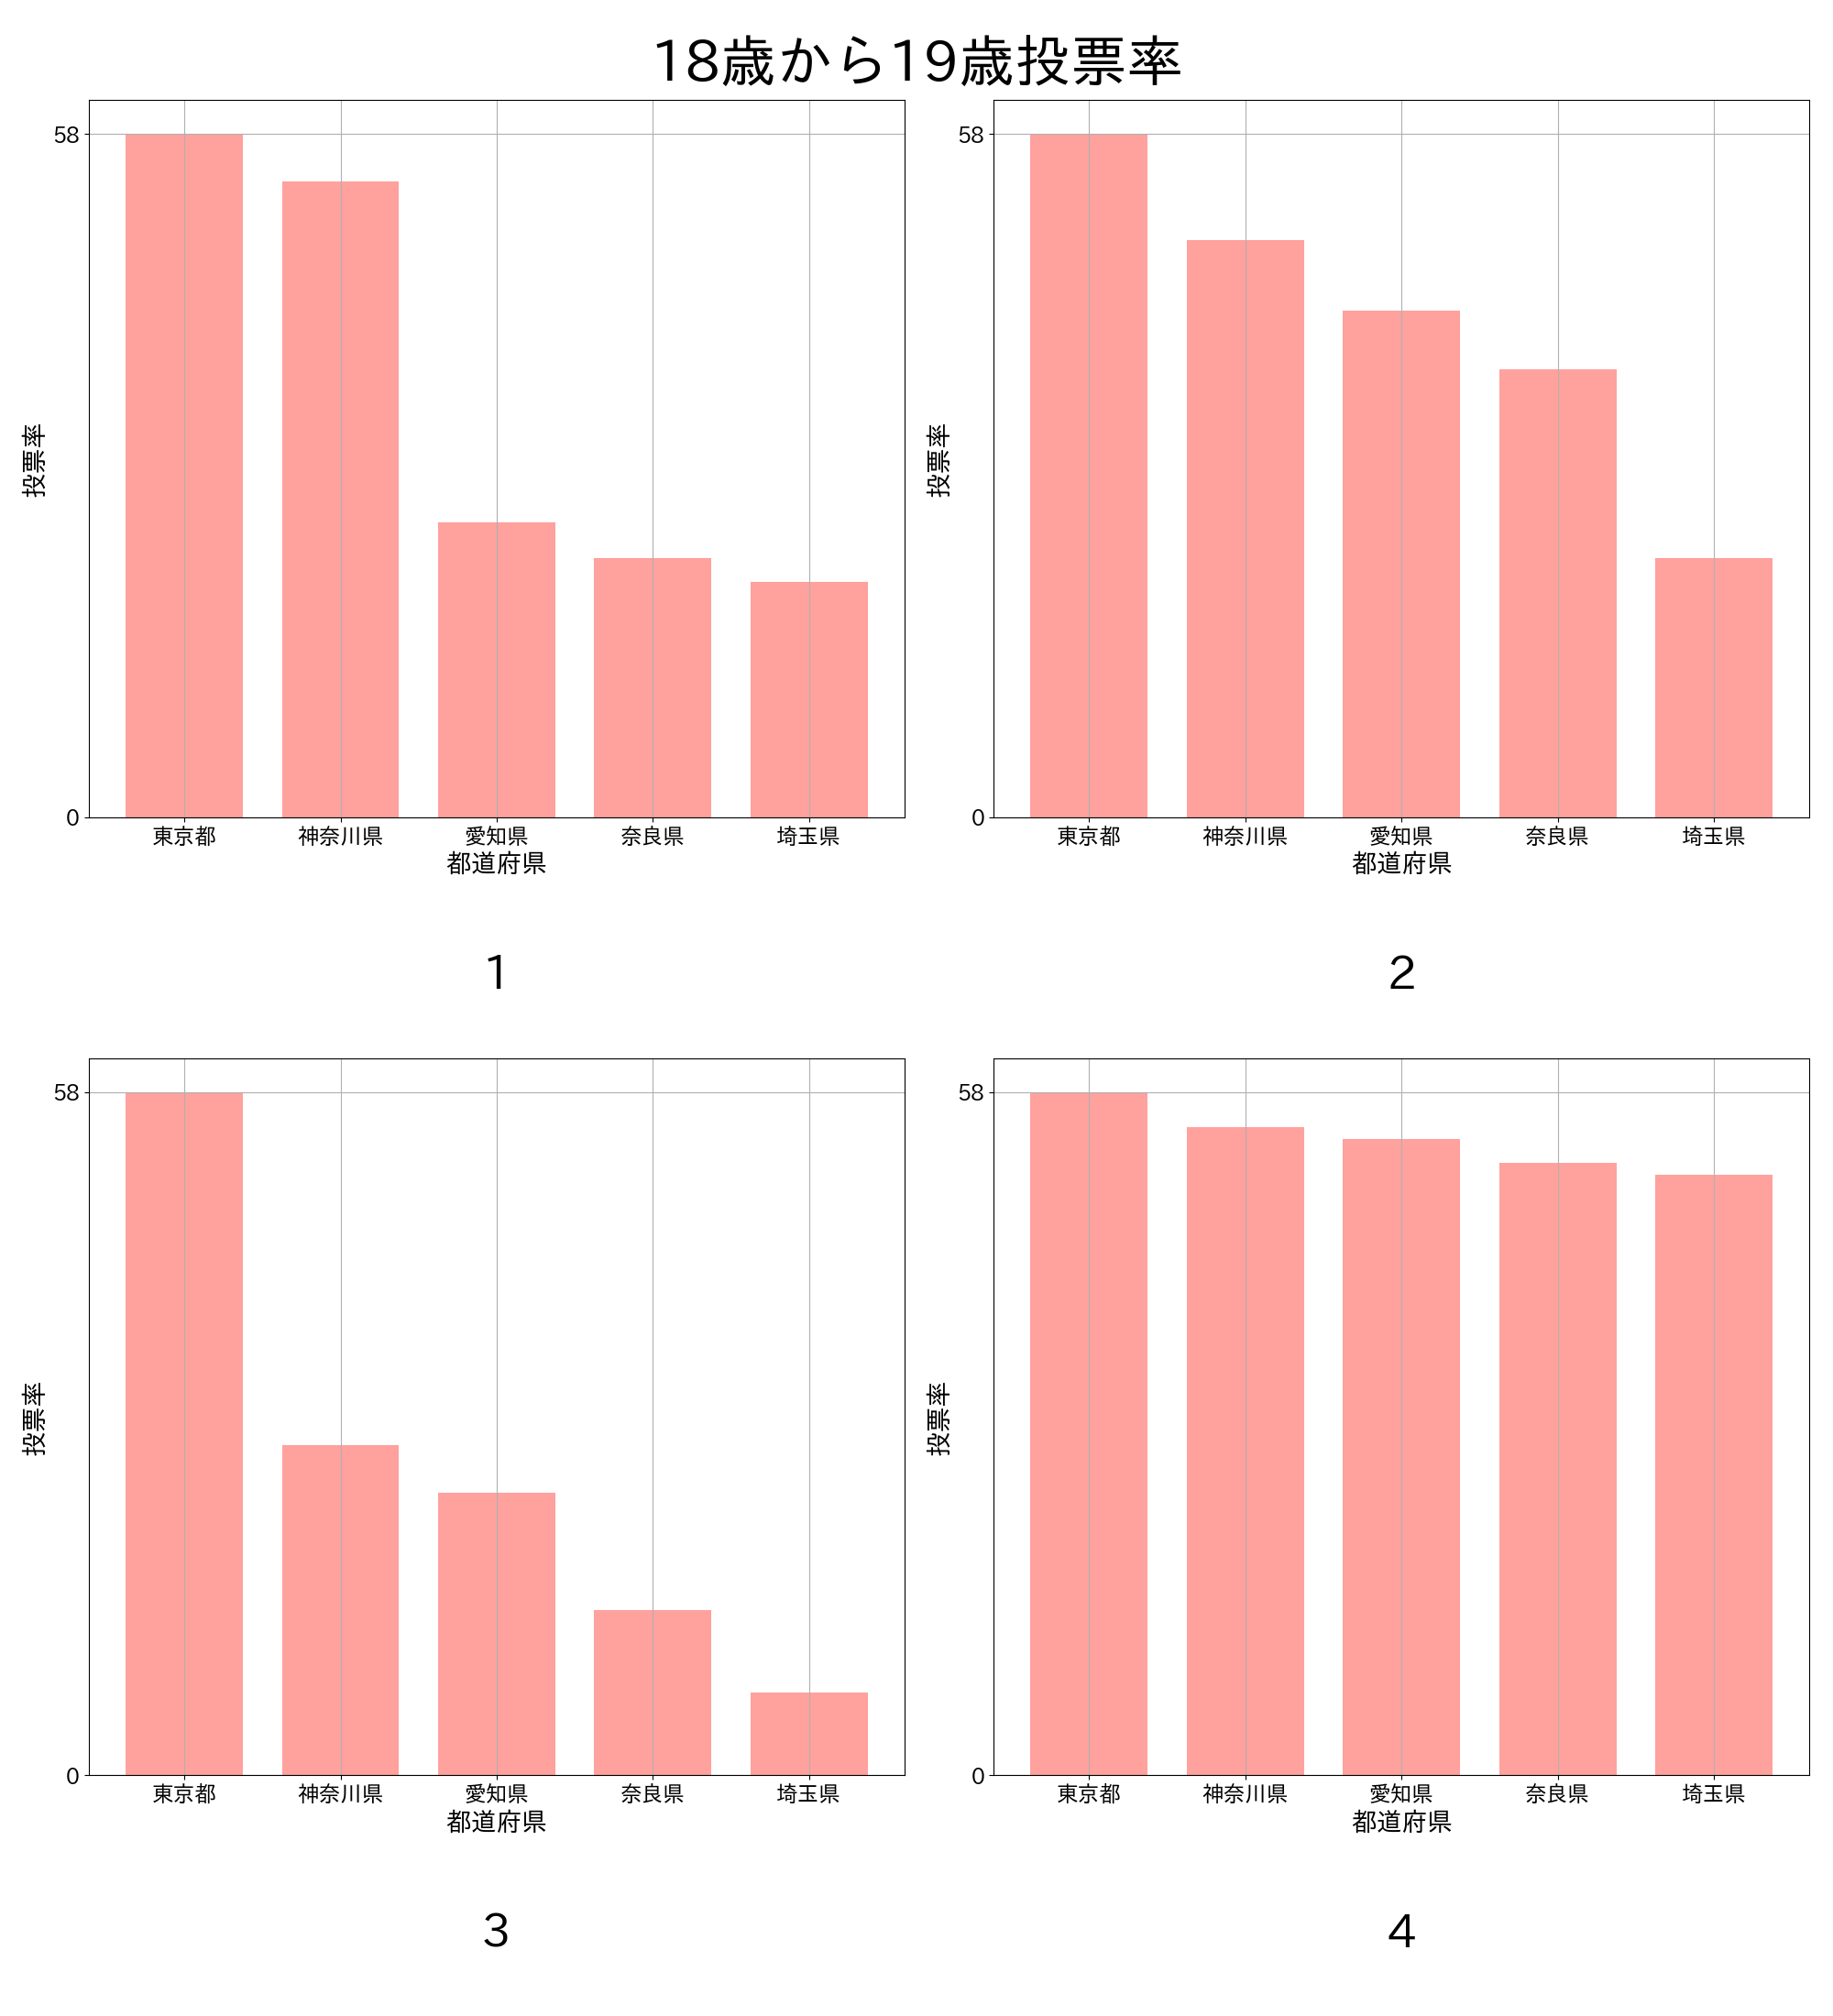 18歳から19歳投票率
58
0
投票率
東京都 神奈川県 愛知県 奈良県 埼玉県
都道府県
1
58
0
投票率
東京都 神奈川県 愛知県 奈良県 埼玉県
都道府県
2
58
0
投票率
東京都 神奈川県 愛知県 奈良県 埼玉県
都道府県
3
58
0
投票率
東京都 神奈川県 愛知県 奈良県 埼玉県
都道府県
4